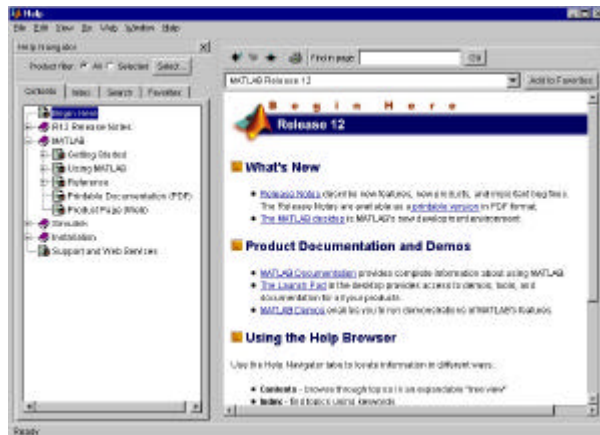 Help
File Edit View Go Web Window Help
Help Navigator
Product filter: All Selected Select...
Contents Index Search Favorites
Begin Here
R12 Release Notes
MATLAB
Getting Started
Using MATLAB
Reference
Printable Documentation (PDF)
Product Page (Web)
Simulink
Installation
Support and Web Services
Find in page:
Go
MATLAB Release 12
Add to Favorites
Begin Here
Release 12
What's New
Release Notes describe new features, new products, and important bug fixes.
The Release Notes are available as a printable version in PDF format.
The MATLAB desktop is MATLAB's new development environment.
Product Documentation and Demos
MATLAB Documentation provides complete information about using MATLAB.
The Launch Pad in the desktop provides access to demos, tools, and
documentation for all your products.
MATLAB Demos enables you to run demonstrations of MATLAB's features.
Using the Help Browser
Use the Help Navigator tabs to locate information in different ways:
Contents - browse through topics in an expandable "tree view"
Index - find topics using keywords
Ready